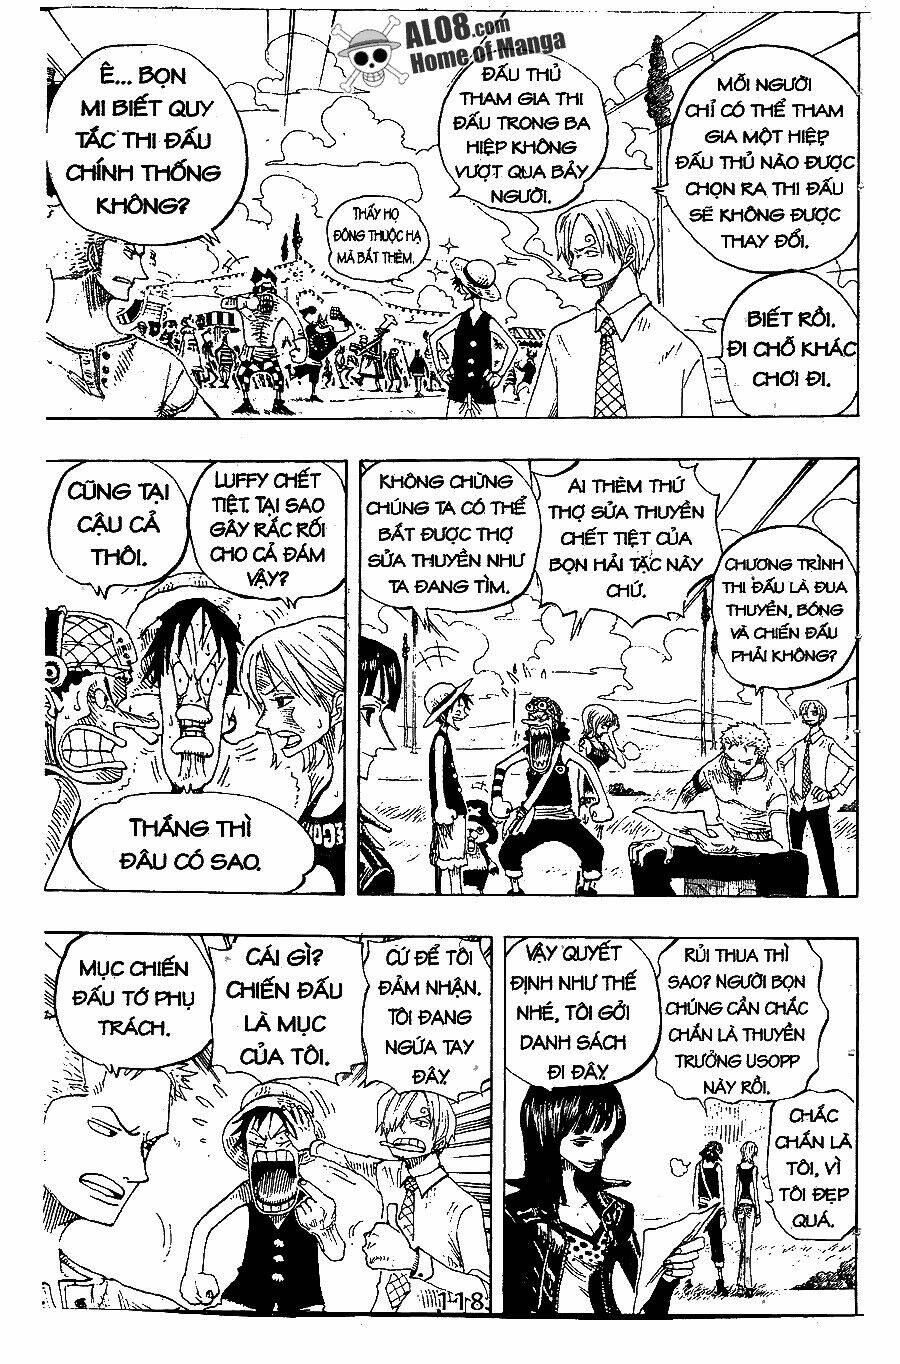 ALO8.com
Home of Manga
Ê... BỌN
MI BIẾT QUY
TẮC THI ĐẤU
CHÍNH THỐNG
KHÔNG?
ĐẤU THỦ
THAM GIA THI
ĐẤU TRONG BA
HIỆP KHÔNG
VƯỢT QUA BẢY
NGƯỜI.
MỖI NGƯỜI
CHỈ CÓ THỂ THAM
GIA MỘT HIỆP,
ĐẤU THỦ NÀO ĐƯỢC
CHỌN RA THI ĐẤU
SẼ KHÔNG ĐƯỢC
THAY ĐỔI.
THẤY HỌ
ĐÔNG THUỘC HẠ
MÀ BẮT THÈM.
BIẾT RỒI.
ĐI CHỖ KHÁC
CHƠI ĐI.
CŨNG TẠI
CẬU CẢ
THÔI.
LUFFY CHẾT
TIỆT. TẠI SAO
GÂY RẮC RỐI
CHO CẢ ĐÁM
VẬY?
THẮNG THÌ
ĐÂU CÓ SAO.
KHÔNG CHỪNG
CHÚNG TA CÓ THỂ
BẮT ĐƯỢC THỢ
SỬA THUYỀN NHƯ
TA ĐANG TÌM.
AI THÈM THỨ
THỢ SỬA THUYỀN
CHẾT TIỆT CỦA
BỌN HẢI TẶC NÀY
CHỨ.
CHƯƠNG TRÌNH
THI ĐẤU LÀ ĐUA
THUYỀN, BÓNG
VÀ CHIẾN ĐẤU
PHẢI KHÔNG?
MỤC CHIẾN
ĐẤU TỚ PHỤ
TRÁCH.
CÁI GÌ?
CHIẾN ĐẤU
LÀ MỤC
CỦA TÔI.
CỨ ĐỂ TÔI
ĐẢM NHẬN.
TÔI ĐANG
NGỨA TAY
ĐÂY.
VẬY QUYẾT
ĐỊNH NHƯ THẾ
NHÉ, TÔI GỞI
DANH SÁCH
ĐI ĐÂY.
RỦI THUA THÌ
SAO? NGƯỜI BỌN
CHÚNG CẦN CHẮC
CHẮN LÀ THUYỀN
TRƯỞNG USOPP
NÀY RỒI.
CHẮC
CHẮN LÀ
TÔI, VÌ
TÔI ĐẸP
QUÁ.
118